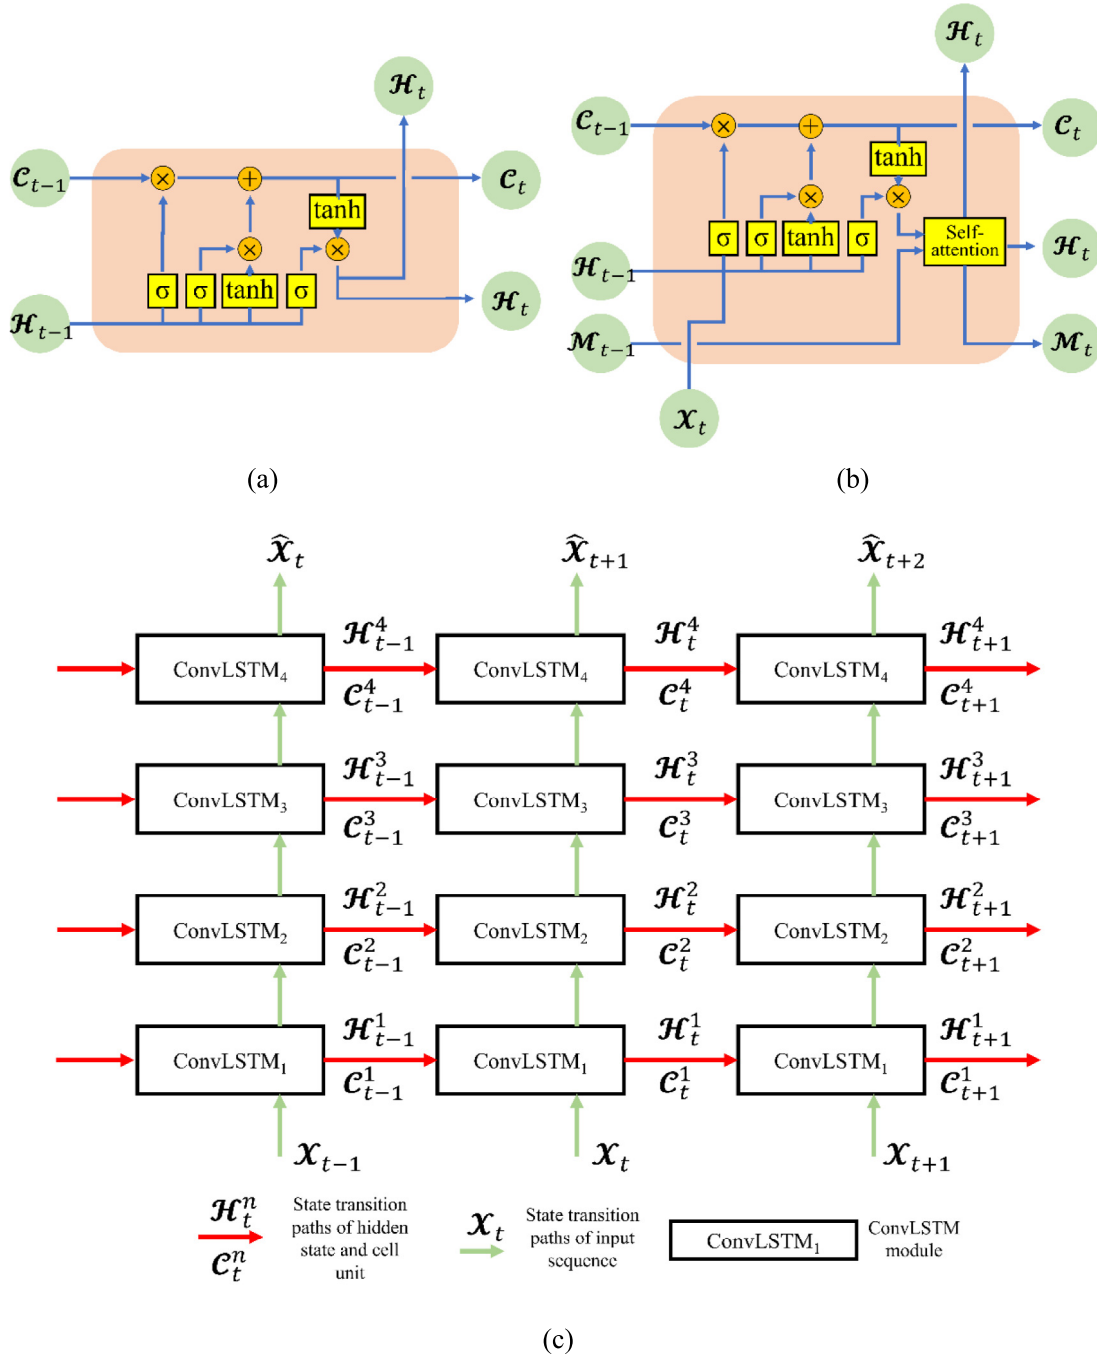 𝓗t
𝓒t−1
×
+
𝓒t
tanh
×
×
σ
σ
tanh
σ
𝓗t
𝓗t−1
(a)
𝓗t
𝓒t−1
×
+
𝓒t
tanh
×
×
σ
σ
tanh
σ
Self-
attention
𝓗t−1
𝓗t
𝓜t−1
𝓜t
𝓧t
(b)
𝓧̂t 𝓧̂t+1 𝓧̂t+2
𝓗⁴t−1 𝓗⁴t 𝓗⁴t+1
ConvLSTM₄ ConvLSTM₄ ConvLSTM₄
𝓒⁴t−1 𝓒⁴t 𝓒⁴t+1
𝓗³t−1 𝓗³t 𝓗³t+1
ConvLSTM₃ ConvLSTM₃ ConvLSTM₃
𝓒³t−1 𝓒³t 𝓒³t+1
𝓗²t−1 𝓗²t 𝓗²t+1
ConvLSTM₂ ConvLSTM₂ ConvLSTM₂
𝓒²t−1 𝓒²t 𝓒²t+1
𝓗¹t−1 𝓗¹t 𝓗¹t+1
ConvLSTM₁ ConvLSTM₁ ConvLSTM₁
𝓒¹t−1 𝓒¹t 𝓒¹t+1
𝓧t−1 𝓧t 𝓧t+1
𝓗ⁿt
𝓒ⁿt
State transition
paths of hidden
state and cell
unit
𝓧t
State transition
paths of input
sequence
ConvLSTM₁
ConvLSTM
module
(c)